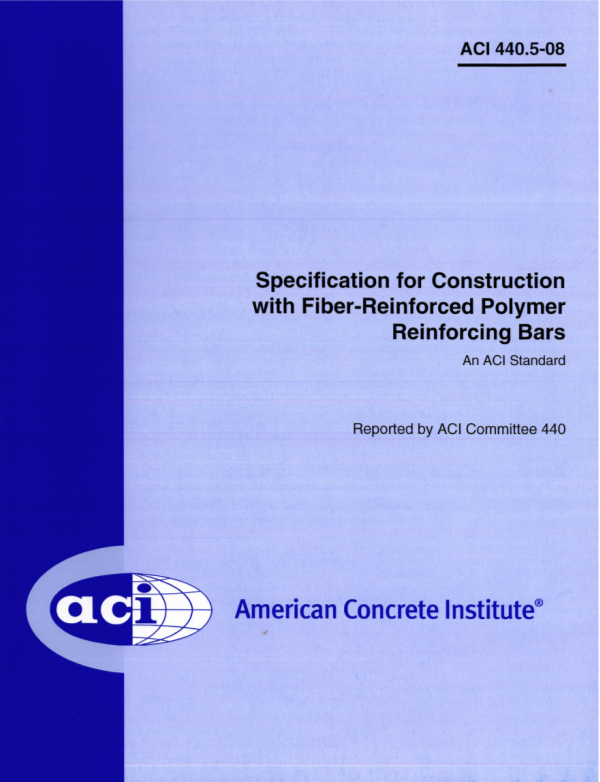 ACI 440.5-08
Specification for Construction
with Fiber-Reinforced Polymer
Reinforcing Bars
An ACI Standard
Reported by ACI Committee 440
aci
American Concrete Institute®